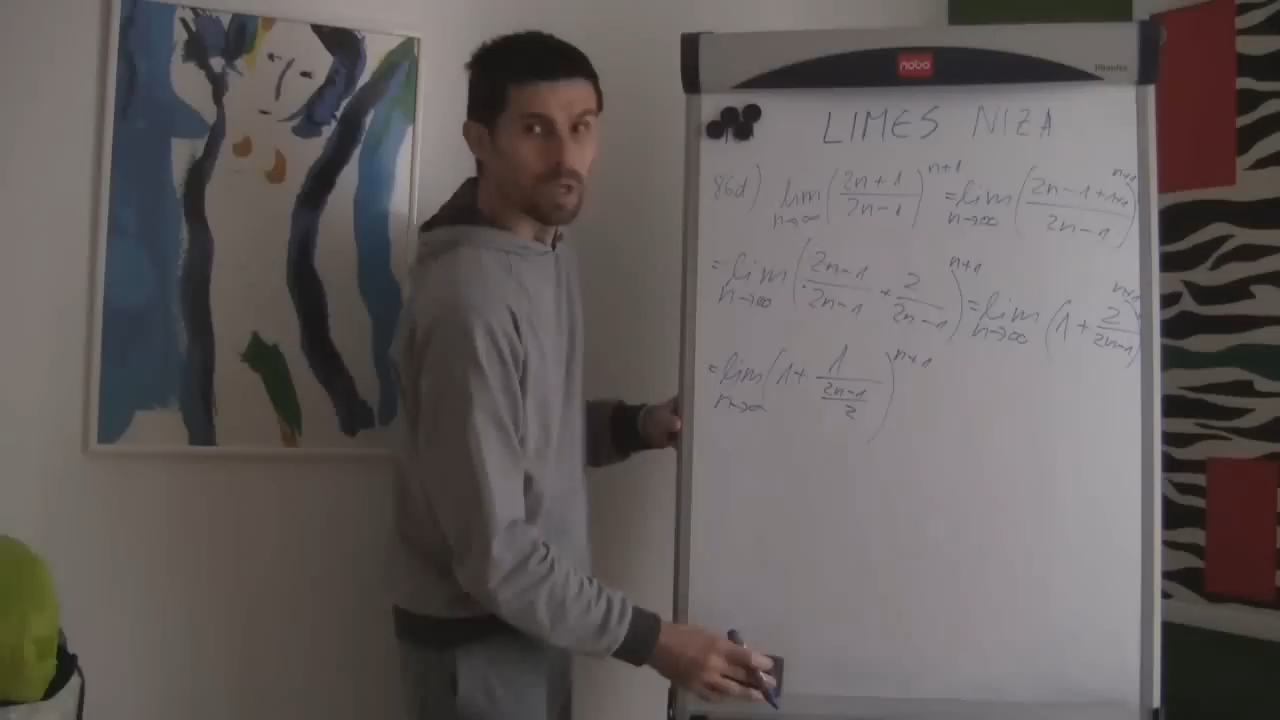 nobo
LIMES NIZA
86d) lim n→∞ (2n+1/2n-1)^n+1 = lim n→∞ (2n-1+1+1/2n-1)^n+1
= lim n→∞ (2n-1/2n-1 + 2/2n-1)^n+1 = lim n→∞ (1+2/2n-1)^n+1
= lim n→∞ (1+1/(2n-1/2))^n+1